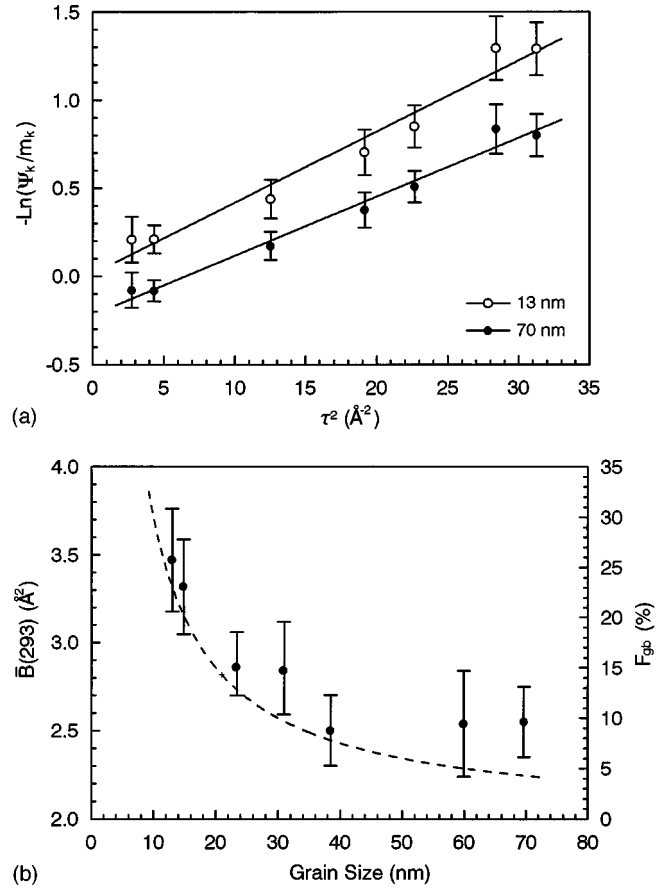 1.5
1.0
0.5
0.0
-0.5
-Ln(Ψk/mk)
13 nm
70 nm
0 5 10 15 20 25 30 35
(a)
τ² (Å⁻²)
4.0 35
3.5 30
25
3.0 20
15
2.5 10
5
2.0 0
B̄(293) (Å²)
Fgb (%)
0 10 20 30 40 50 60 70 80
(b)
Grain Size (nm)